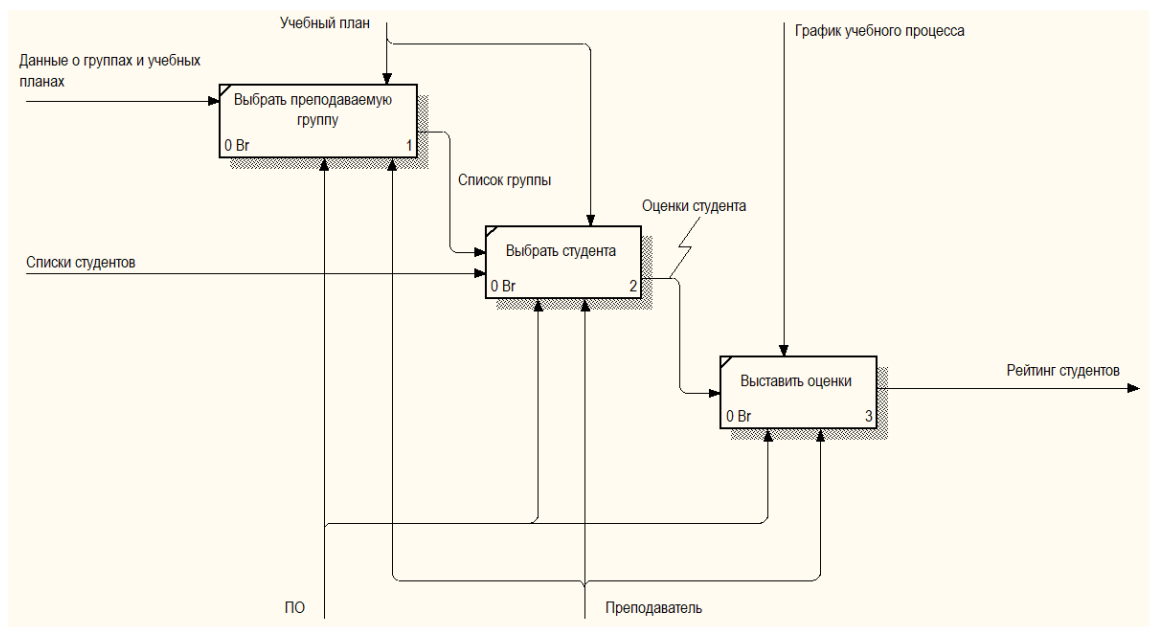 Учебный план
График учебного процесса
Данные о группах и учебных
планах
Выбрать преподаваемую
группу
0 Br 1
Список группы
Оценки студента
Списки студентов
Выбрать студента
0 Br 2
Рейтинг студентов
Выставить оценки
0 Br 3
ПО
Преподаватель